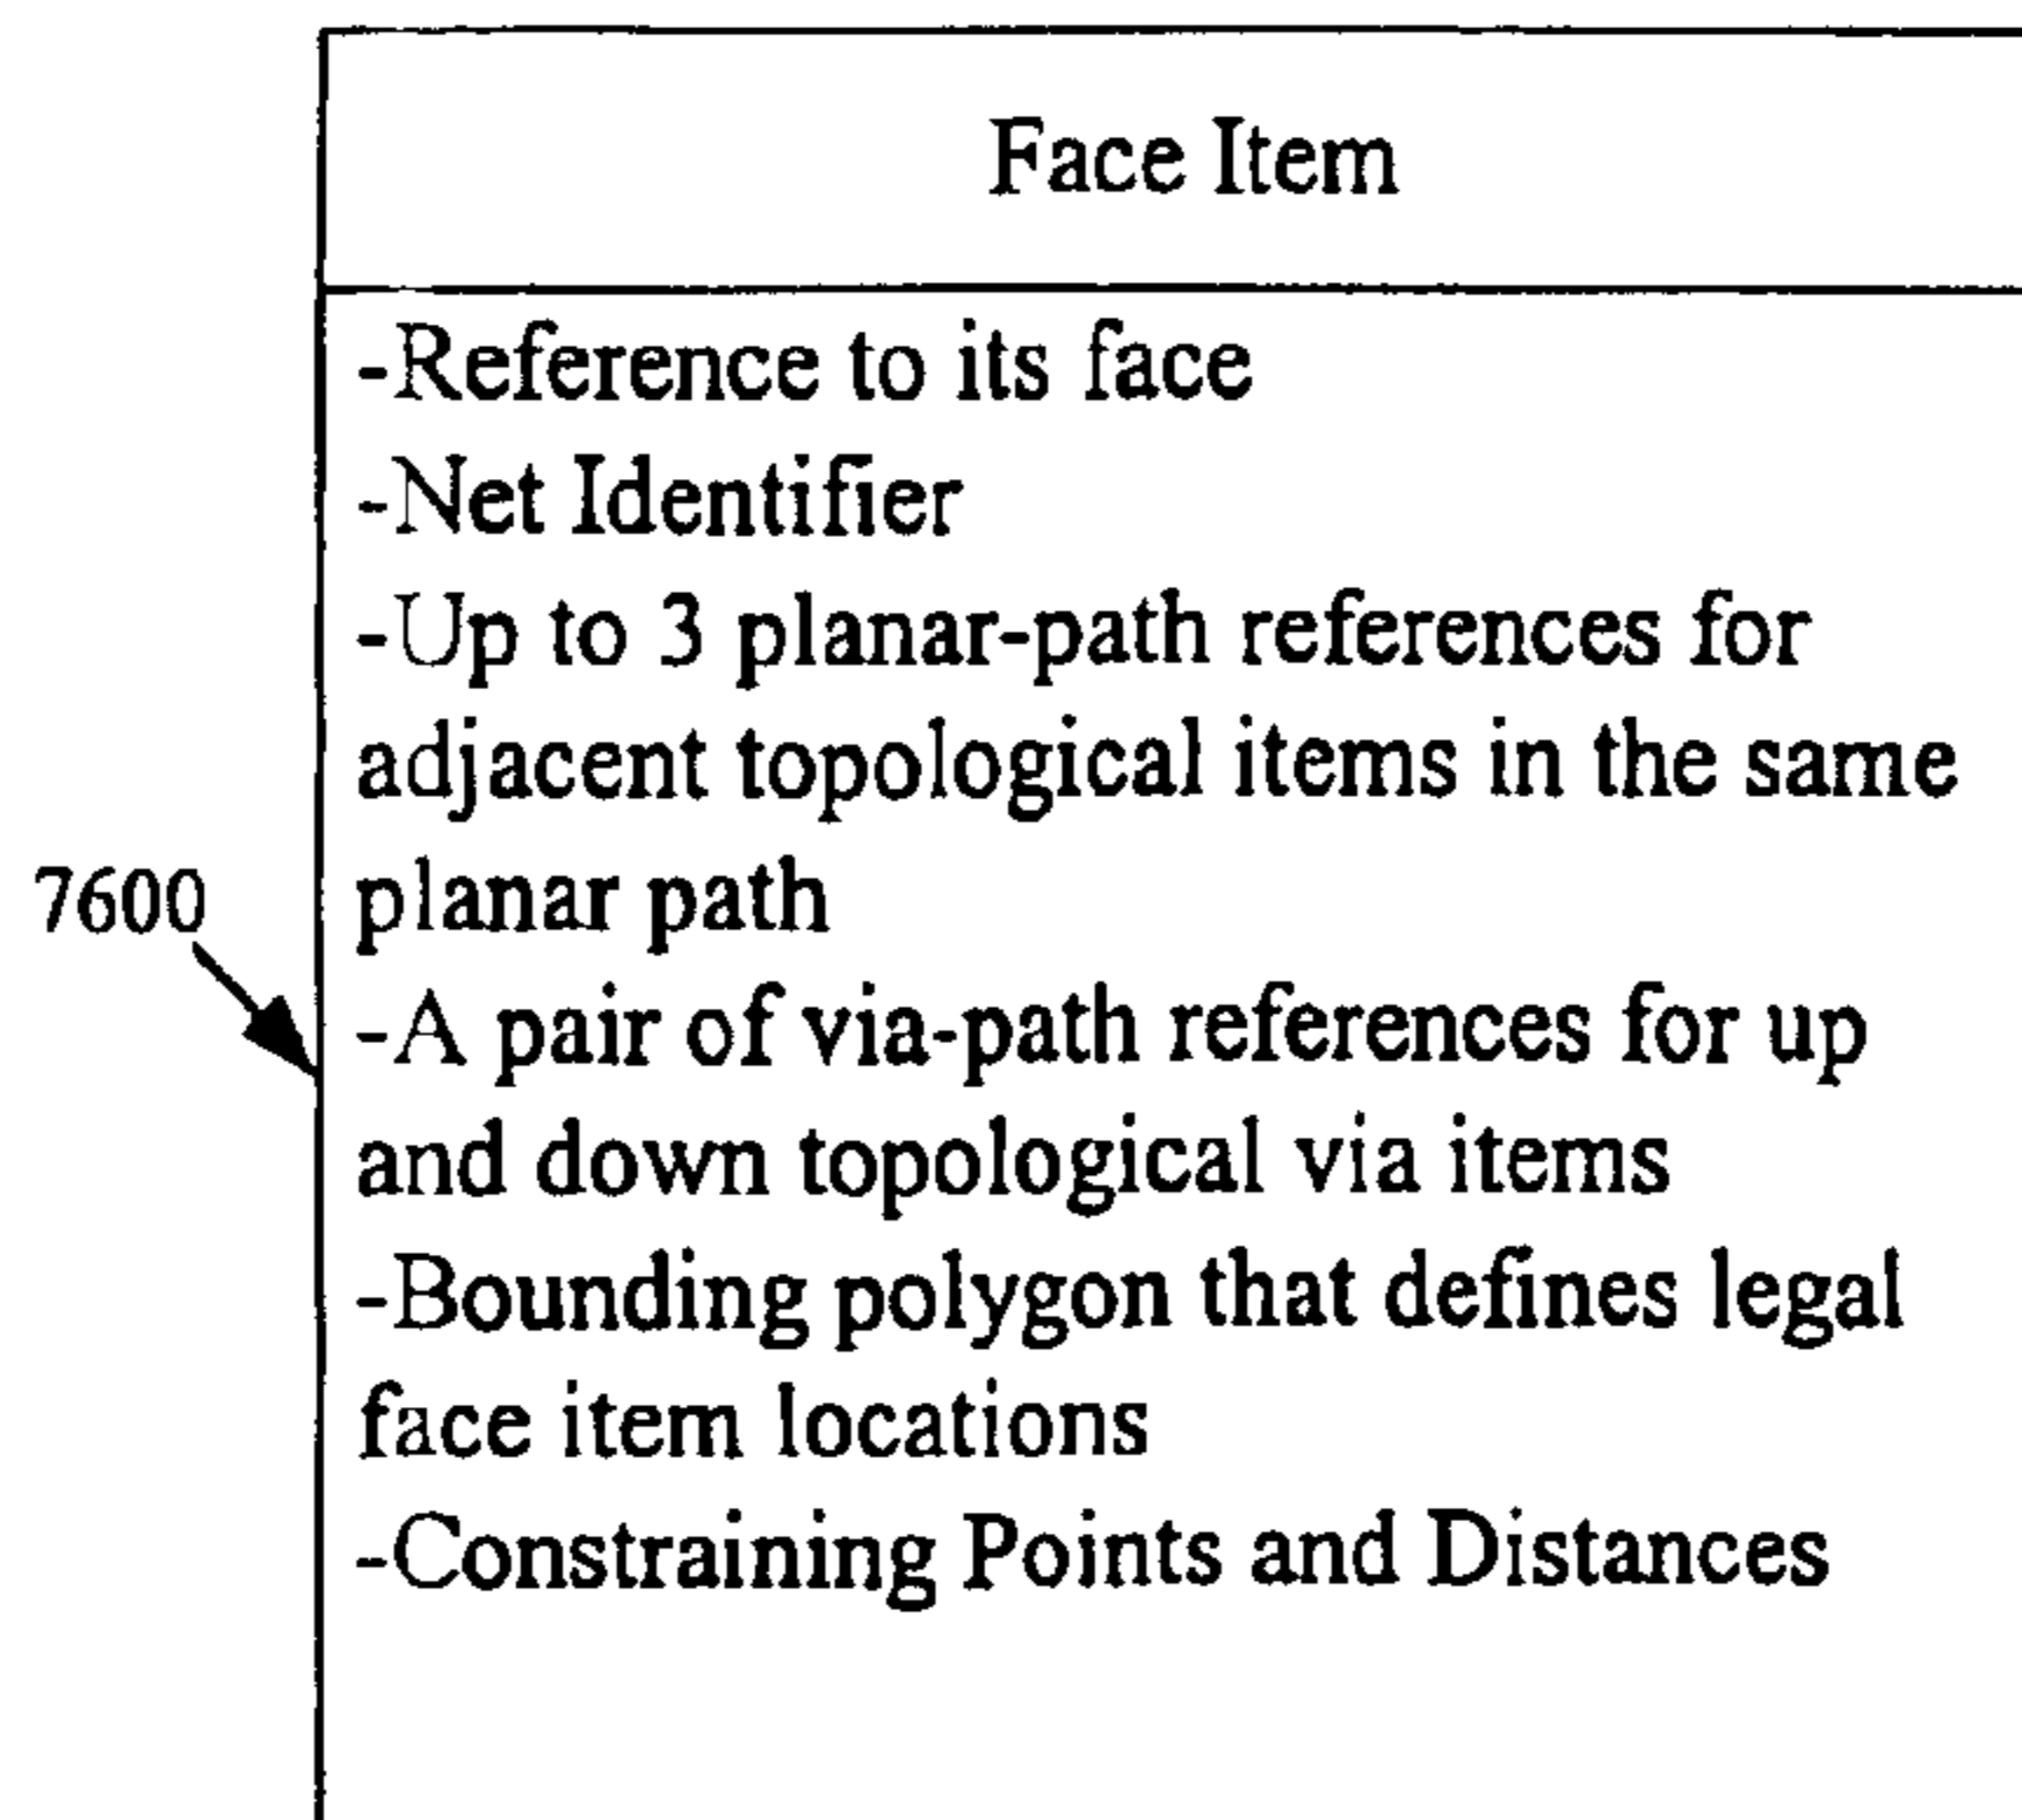 Face Item
-Reference to its face
-Net Identifier
-Up to 3 planar-path references for
adjacent topological items in the same
planar path
7600
-A pair of via-path references for up
and down topological via items
-Bounding polygon that defines legal
face item locations
-Constraining Points and Distances